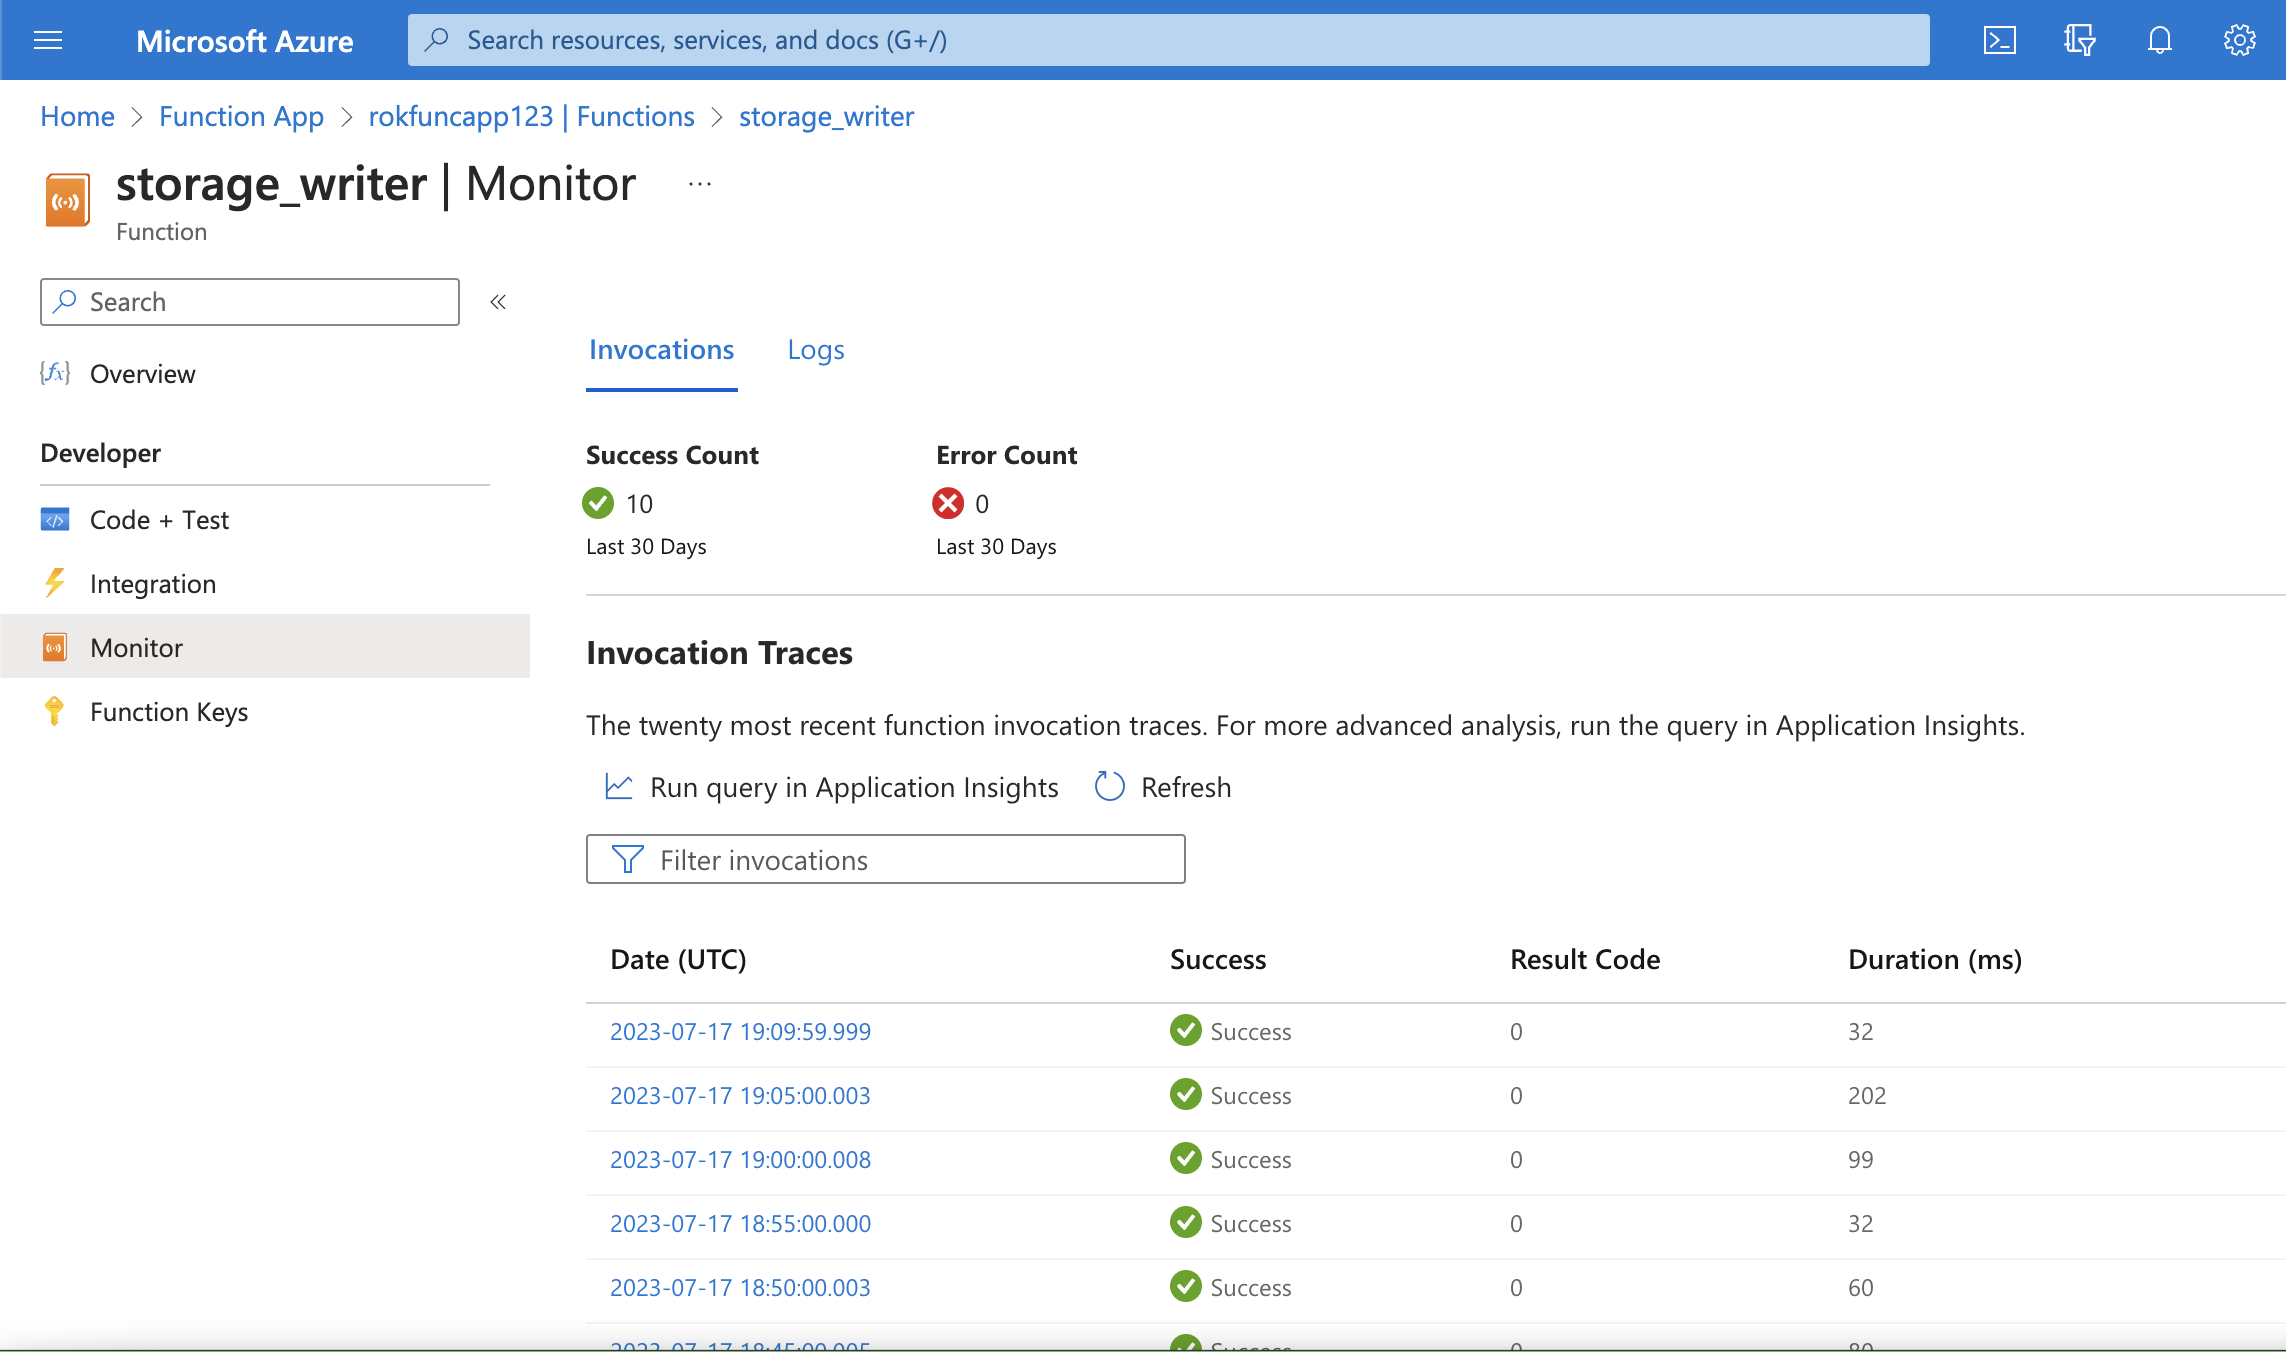 Microsoft Azure
Search resources, services, and docs (G+/)
Home > Function App > rokfuncapp123 | Functions > storage_writer
storage_writer | Monitor ...
Function
Search
«
Overview
Developer
Code + Test
Integration
Monitor
Function Keys
Invocations Logs
Success Count Error Count
10 0
Last 30 Days Last 30 Days
Invocation Traces
The twenty most recent function invocation traces. For more advanced analysis, run the query in Application Insights.
Run query in Application Insights Refresh
Filter invocations
Date (UTC) Success Result Code Duration (ms)
2023-07-17 19:09:59.999 Success 0 32
2023-07-17 19:05:00.003 Success 0 202
2023-07-17 19:00:00.008 Success 0 99
2023-07-17 18:55:00.000 Success 0 32
2023-07-17 18:50:00.003 Success 0 60
2023-07-17 Success 0